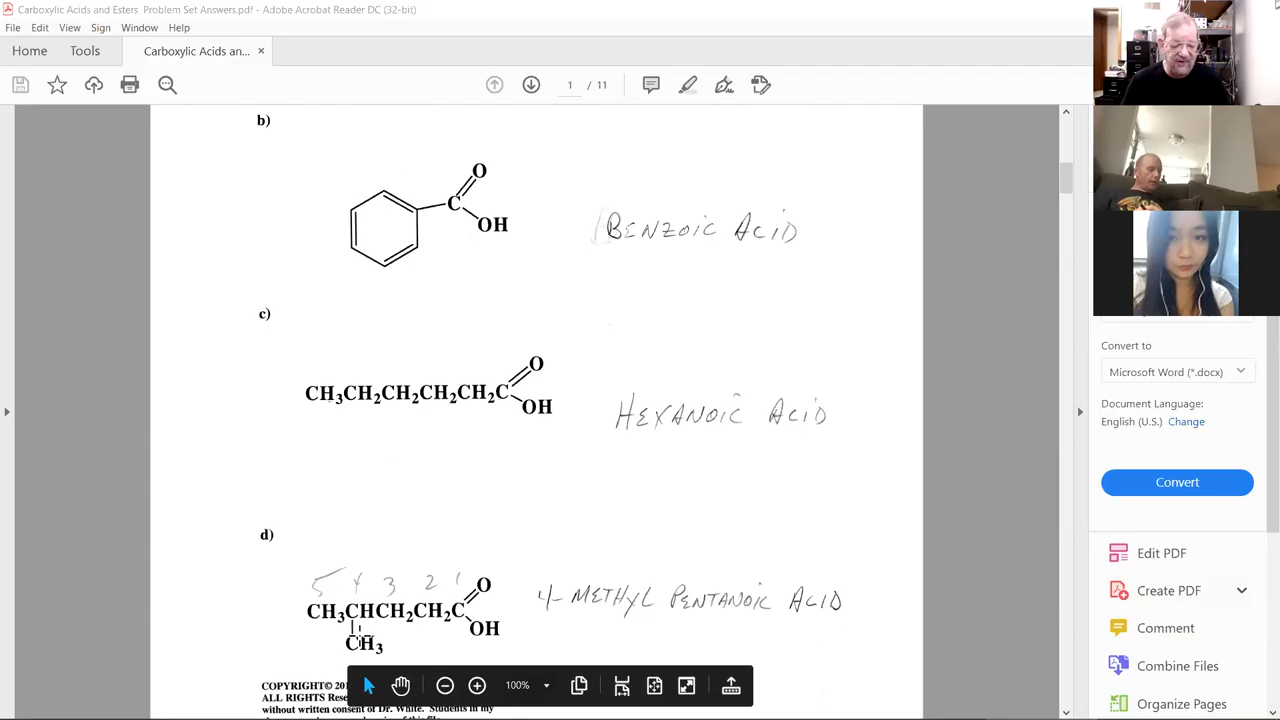 Carboxylic Acids and Esters Problem Set Answers.pdf - Adobe Acrobat Reader DC (32-bit)
File Edit View Sign Window Help
Home Tools Carboxylic Acids an... ×
1 / 11
b)
O
C
OH
BENZOIC ACID
c)
O
CH3CH2CH2CH2CH2C
OH
HEXANOIC ACID
d)
5 4 3 2 1
O
CH3CHCH2CH2C
OH
CH3
4-METHYL PENTANOIC ACID
COPYRIGHT© 201
ALL RIGHTS Rese
without written consent of Dr. White. Students in my
100%
Convert to
Microsoft Word (*.docx)
Document Language:
English (U.S.) Change
Convert
Edit PDF
Create PDF
Comment
Combine Files
Organize Pages